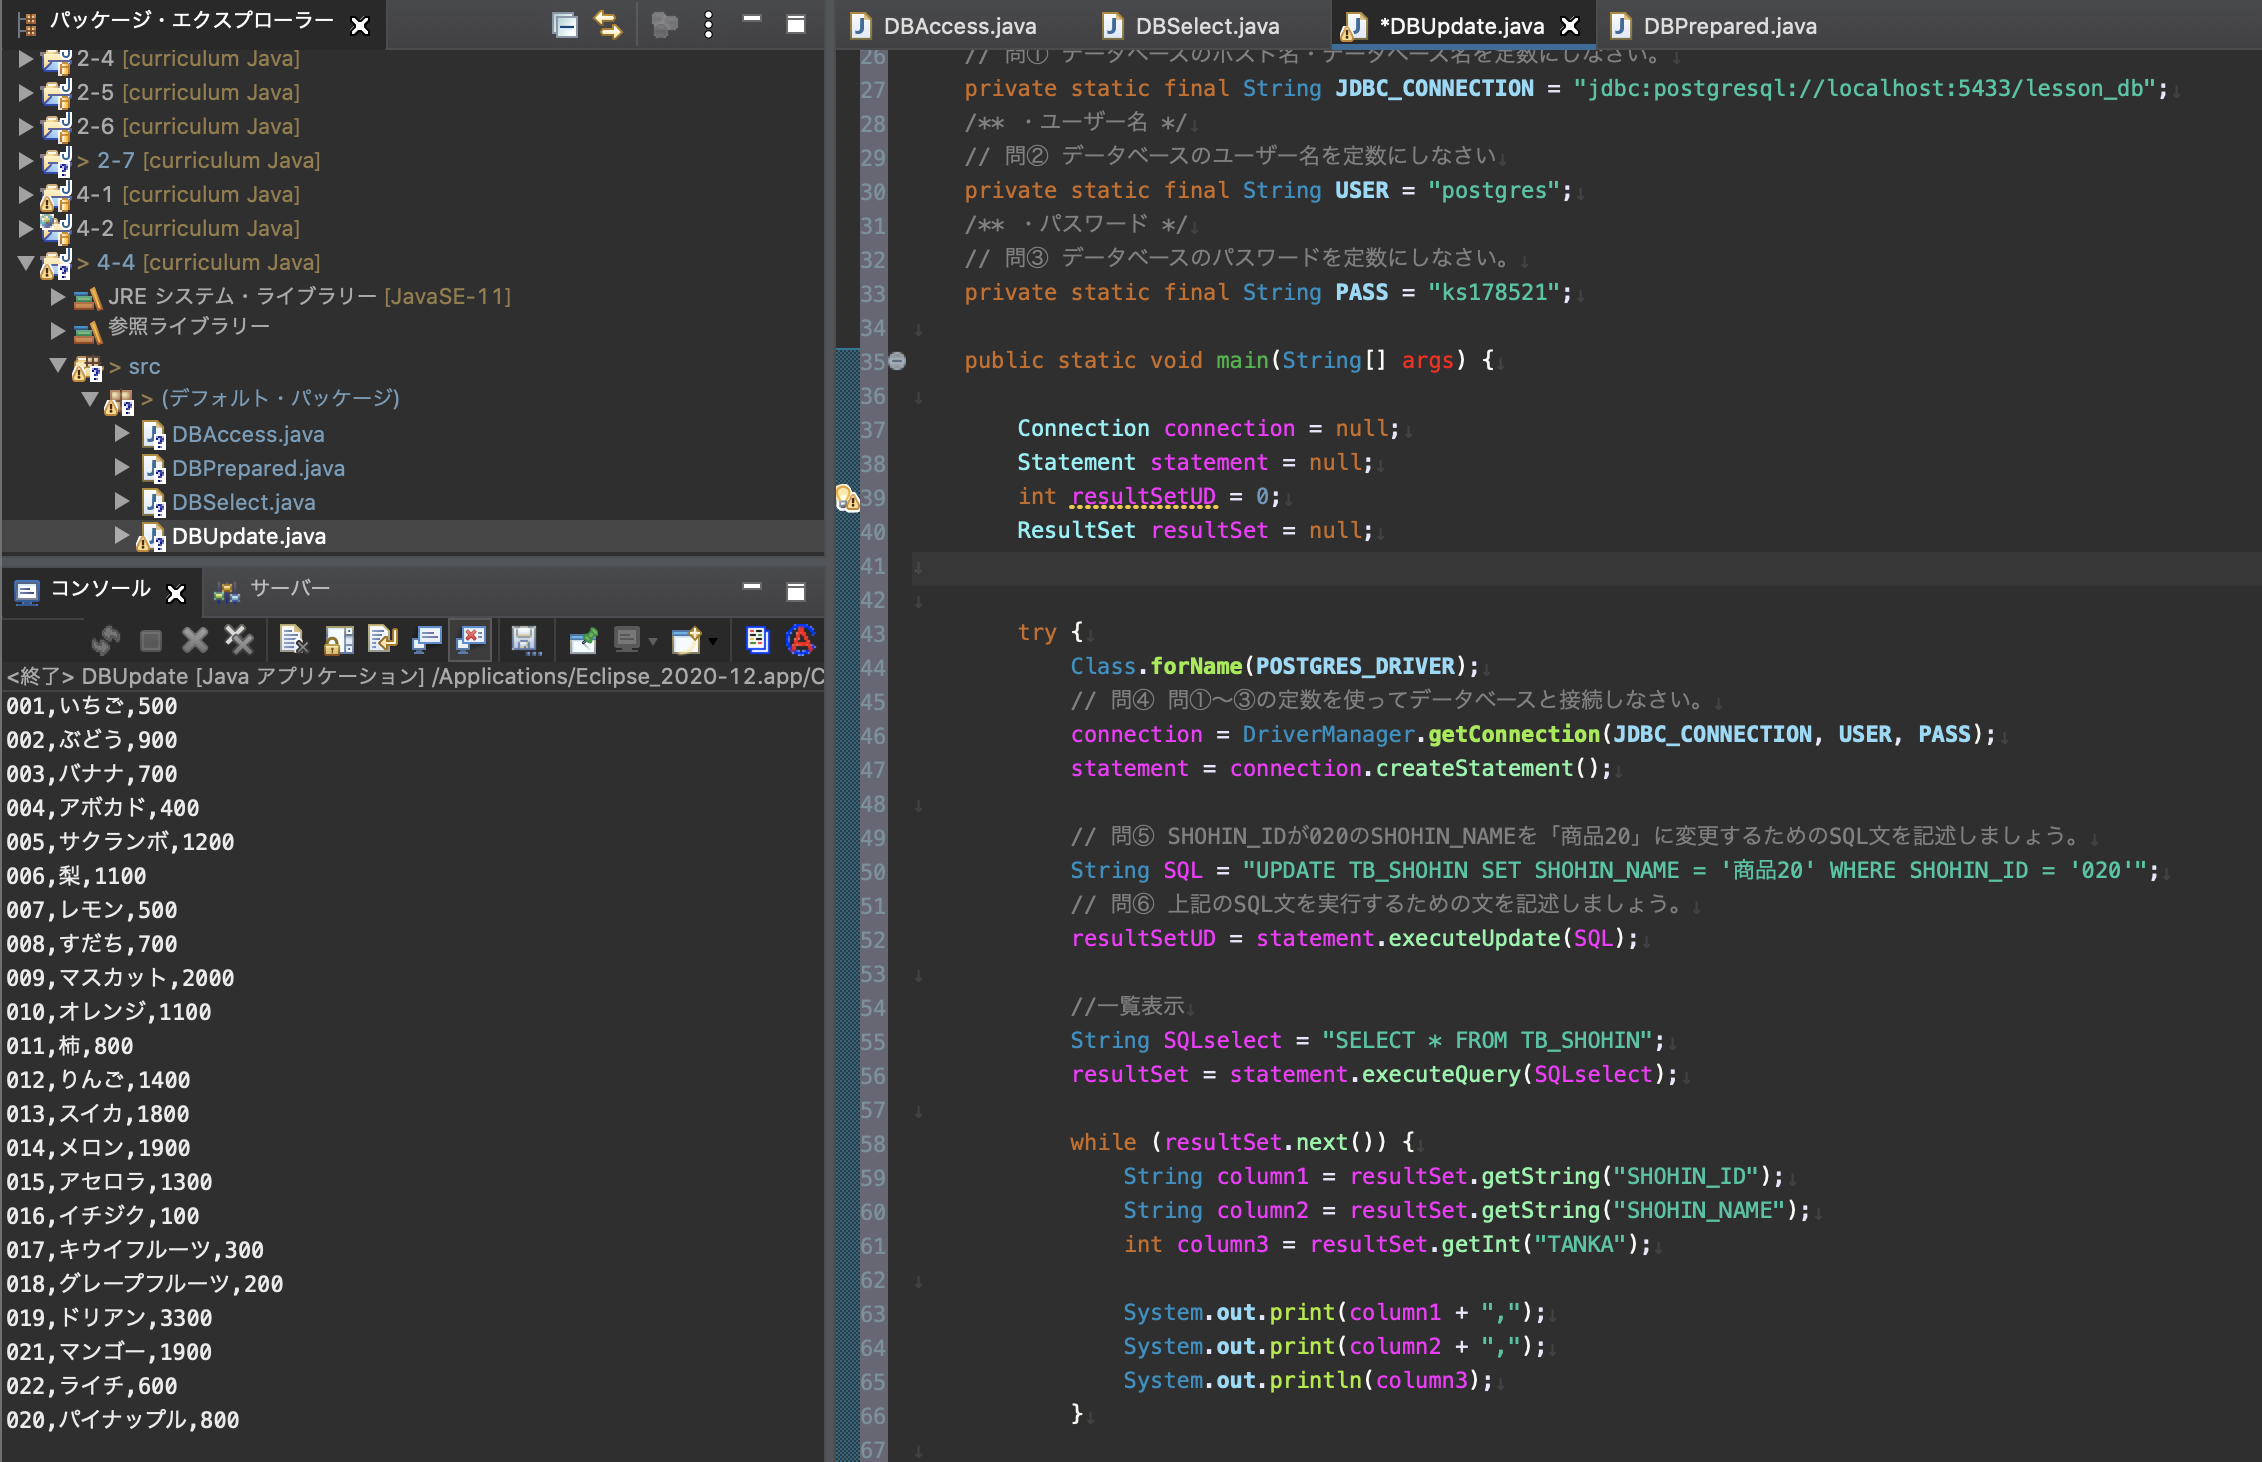 パッケージ・エクスプローラー
2-4 [curriculum Java]
2-5 [curriculum Java]
2-6 [curriculum Java]
> 2-7 [curriculum Java]
4-1 [curriculum Java]
4-2 [curriculum Java]
> 4-4 [curriculum Java]
JRE システム・ライブラリー [JavaSE-11]
参照ライブラリー
> src
> (デフォルト・パッケージ)
DBAccess.java
DBPrepared.java
DBSelect.java
DBUpdate.java
コンソール
サーバー
<終了> DBUpdate [Java アプリケーション] /Applications/Eclipse_2020-12.app/C
001,いちご,500
002,ぶどう,900
003,バナナ,700
004,アボカド,400
005,サクランボ,1200
006,梨,1100
007,レモン,500
008,すだち,700
009,マスカット,2000
010,オレンジ,1100
011,柿,800
012,りんご,1400
013,スイカ,1800
014,メロン,1900
015,アセロラ,1300
016,イチジク,100
017,キウイフルーツ,300
018,グレープフルーツ,200
019,ドリアン,3300
021,マンゴー,1900
022,ライチ,600
020,パイナップル,800
DBAccess.java
DBSelect.java
*DBUpdate.java
DBPrepared.java
26 // 問① データベースのホスト名・データベース名を定数にしなさい。
27 private static final String JDBC_CONNECTION = "jdbc:postgresql://localhost:5433/lesson_db";
28 /** ・ユーザー名 */
29 // 問② データベースのユーザー名を定数にしなさい
30 private static final String USER = "postgres";
31 /** ・パスワード */
32 // 問③ データベースのパスワードを定数にしなさい。
33 private static final String PASS = "ks178521";
34
35 public static void main(String[] args) {
36
37 Connection connection = null;
38 Statement statement = null;
39 int resultSetUD = 0;
40 ResultSet resultSet = null;
41
42
43 try {
44 Class.forName(POSTGRES_DRIVER);
45 // 問④ 問①〜③の定数を使ってデータベースと接続しなさい。
46 connection = DriverManager.getConnection(JDBC_CONNECTION, USER, PASS);
47 statement = connection.createStatement();
48
49 // 問⑤ SHOHIN_IDが020のSHOHIN_NAMEを「商品20」に変更するためのSQL文を記述しましょう。
50 String SQL = "UPDATE TB_SHOHIN SET SHOHIN_NAME = '商品20' WHERE SHOHIN_ID = '020'";
51 // 問⑥ 上記のSQL文を実行するための文を記述しましょう。
52 resultSetUD = statement.executeUpdate(SQL);
53
54 //一覧表示
55 String SQLselect = "SELECT * FROM TB_SHOHIN";
56 resultSet = statement.executeQuery(SQLselect);
57
58 while (resultSet.next()) {
59 String column1 = resultSet.getString("SHOHIN_ID");
60 String column2 = resultSet.getString("SHOHIN_NAME");
61 int column3 = resultSet.getInt("TANKA");
62
63 System.out.print(column1 + ",");
64 System.out.print(column2 + ",");
65 System.out.println(column3);
66 }
67